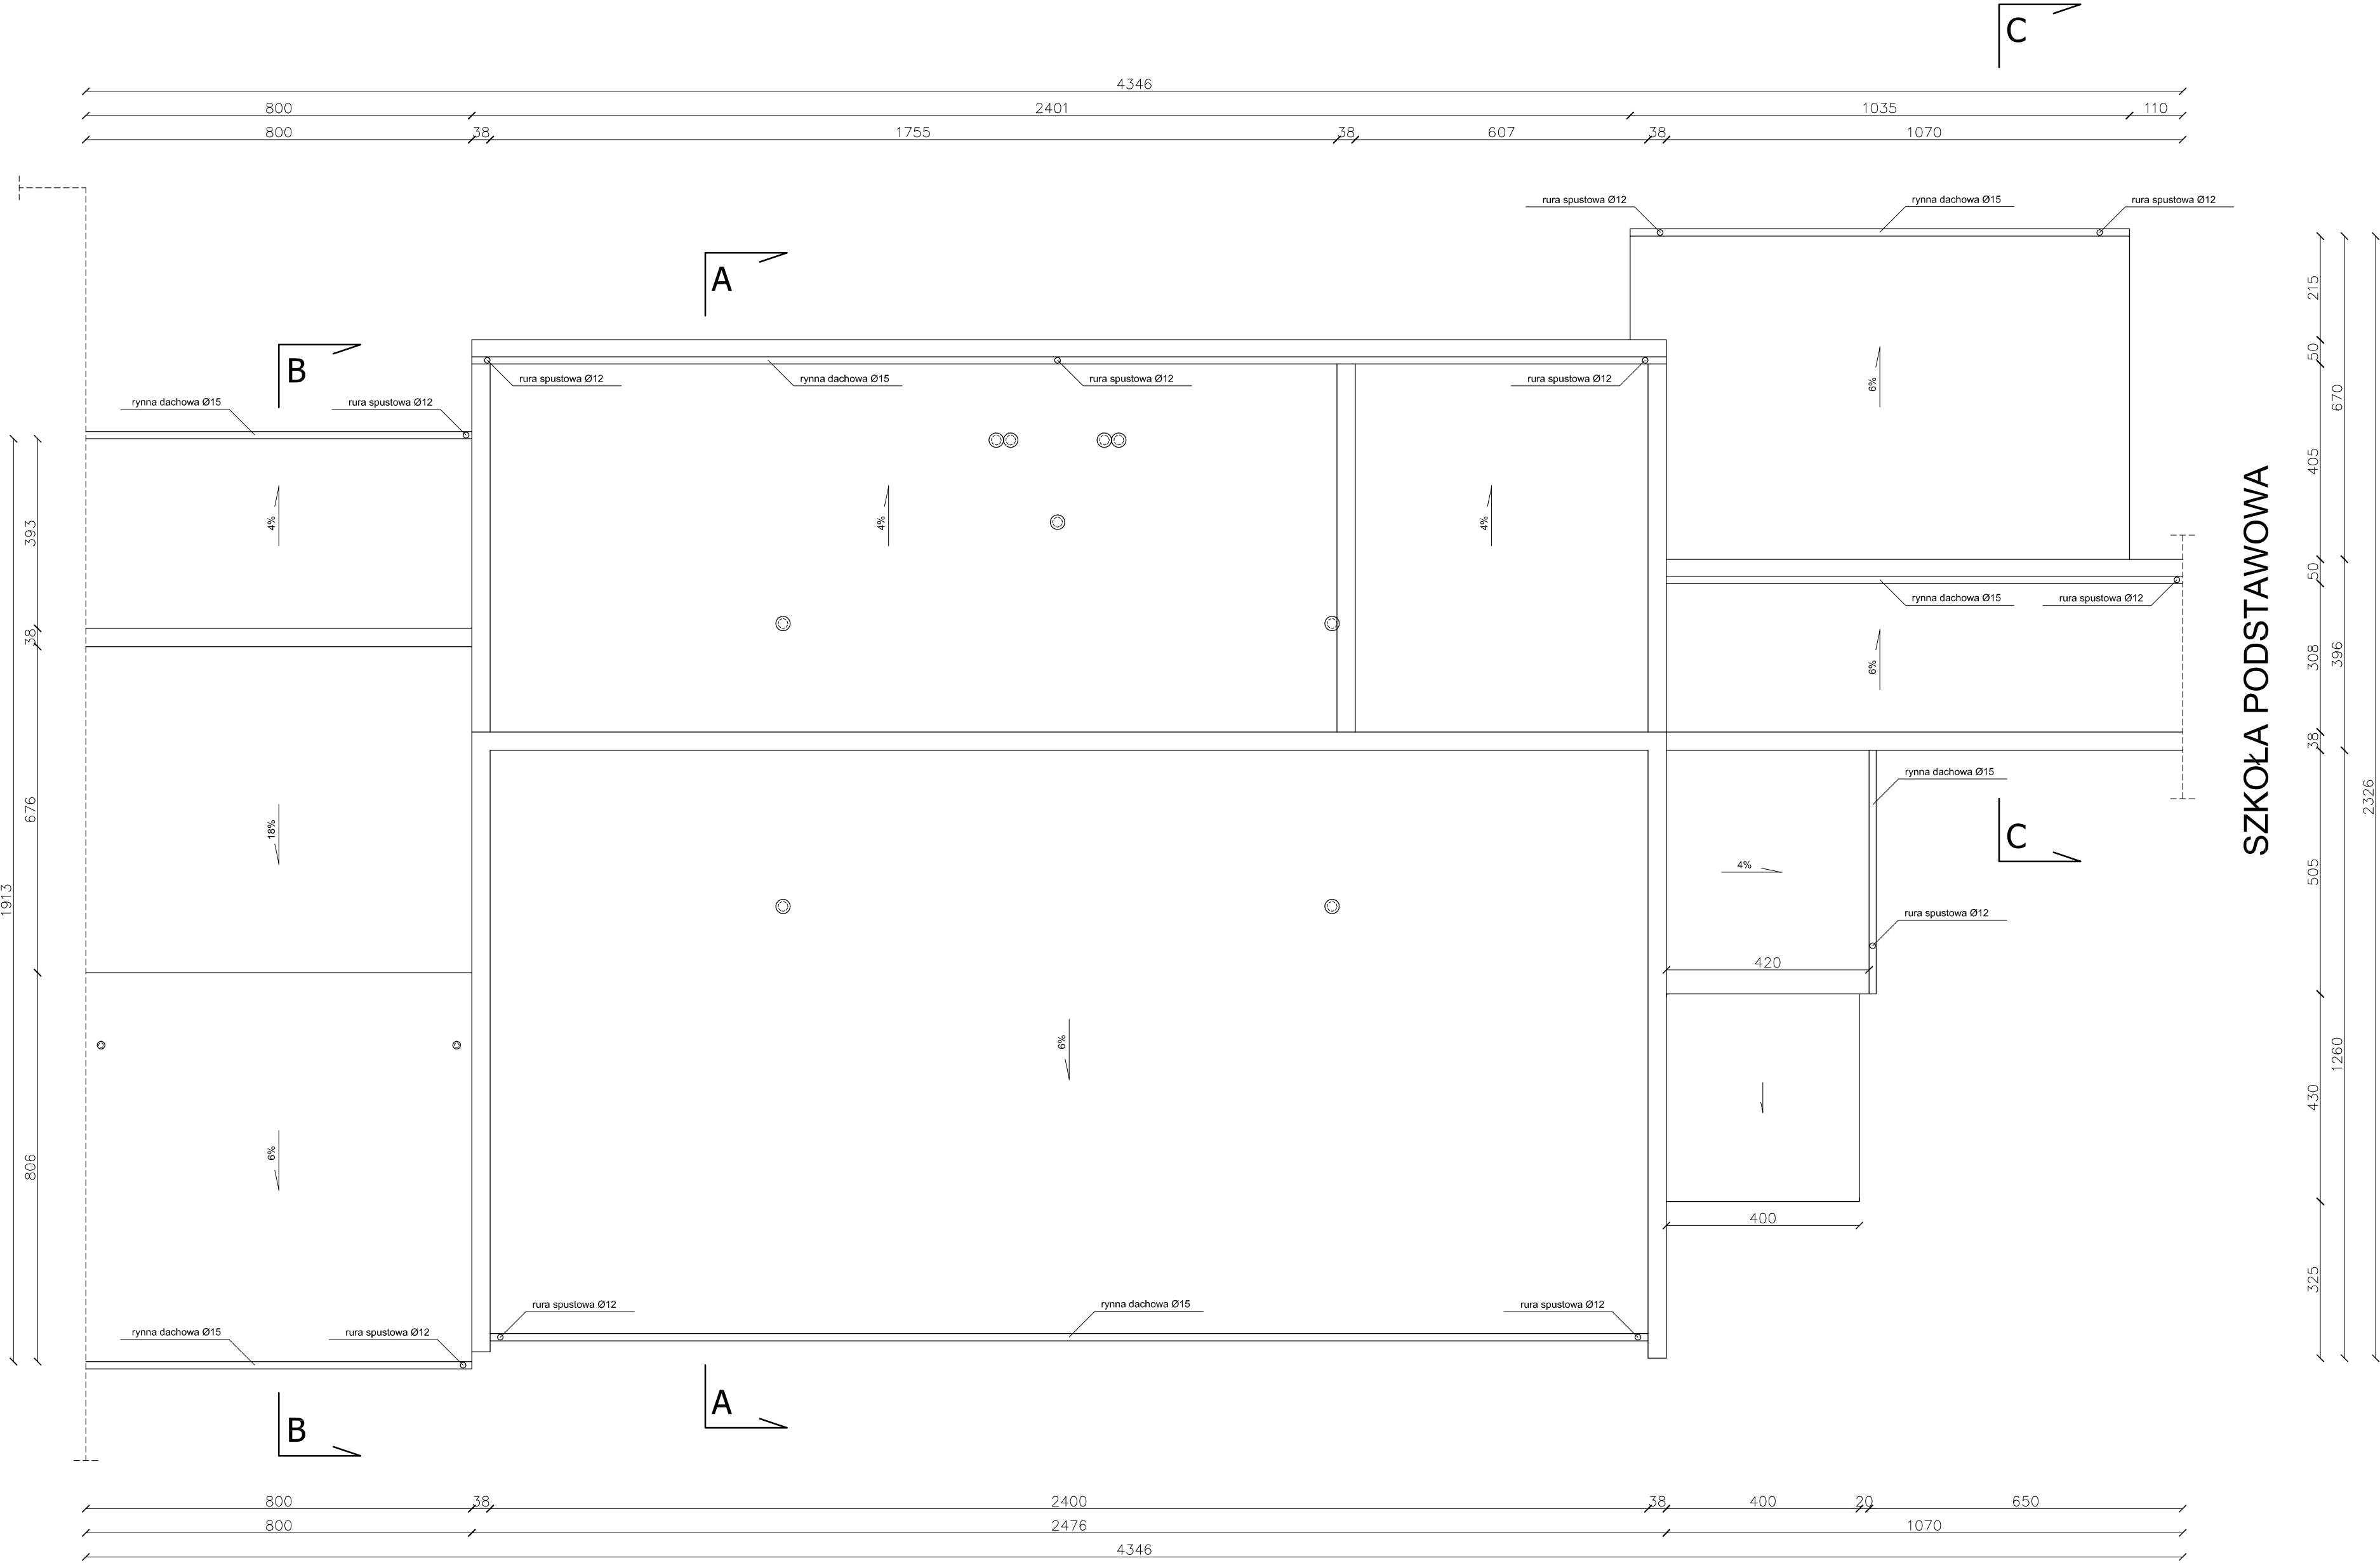 C
4346
800 2401 1035 110
800 38 1755 38 607 38 1070
rura spustowa Ø12 rynna dachowa Ø15 rura spustowa Ø12
A
B
rura spustowa Ø12 rynna dachowa Ø15 rura spustowa Ø12 rura spustowa Ø12
rynna dachowa Ø15 rura spustowa Ø12
6%
4% 4% 4%
rynna dachowa Ø15 rura spustowa Ø12
6%
rynna dachowa Ø15
18%
C
4%
rura spustowa Ø12
420
6%
6%
400
rura spustowa Ø12 rynna dachowa Ø15 rura spustowa Ø12
rynna dachowa Ø15 rura spustowa Ø12
A
B
393
38
676
806
1913
SZKOŁA PODSTAWOWA
215
50
405
50
308
38
505
430
325
670
396
1260
2326
800 38 2400 38 400 20 650
800 2476 1070
4346